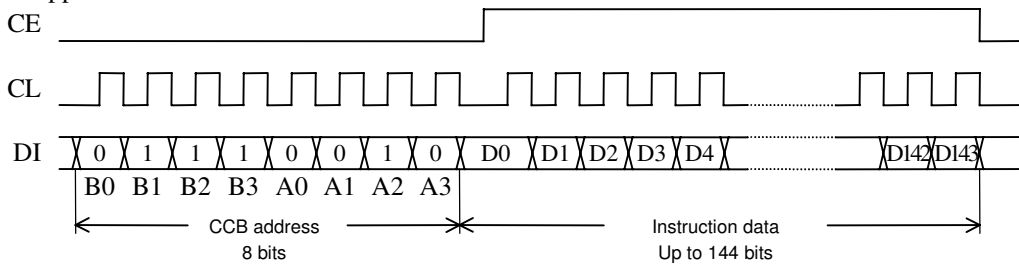 CE
CL
DI 0 1 1 1 0 0 1 0 D0 D1 D2 D3 D4 D142 D143
B0 B1 B2 B3 A0 A1 A2 A3
CCB address Instruction data
8 bits Up to 144 bits